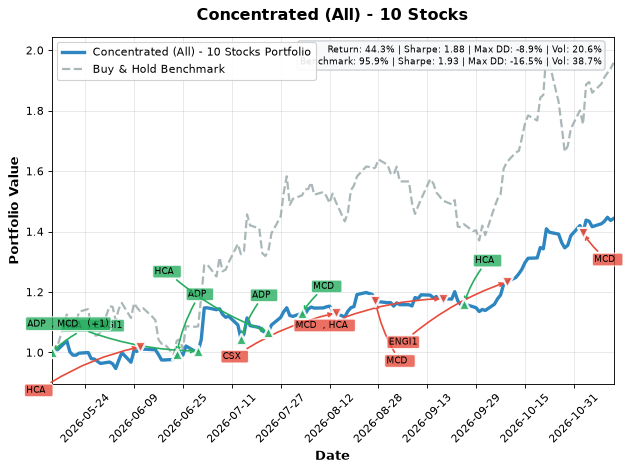 Concentrated (All) - 10 Stocks
Concentrated (All) - 10 Stocks Portfolio
Buy & Hold Benchmark
Return: 44.3% | Sharpe: 1.88 | Max DD: -8.9% | Vol: 20.6%
chmark: 95.9% | Sharpe: 1.93 | Max DD: -16.5% | Vol: 38.7%
Portfolio Value
2.0
1.8
1.6
1.4
1.2
1.0
HCA
HCA
MCD
ADP
ADP
MCD
ADP
MCD
(+1)
MCD
, HCA
ENGI1
CSX
MCD
HCA
2026-05-24
2026-06-09
2026-06-25
2026-07-11
2026-07-27
2026-08-12
2026-08-28
2026-09-13
2026-09-29
2026-10-15
2026-10-31
Date